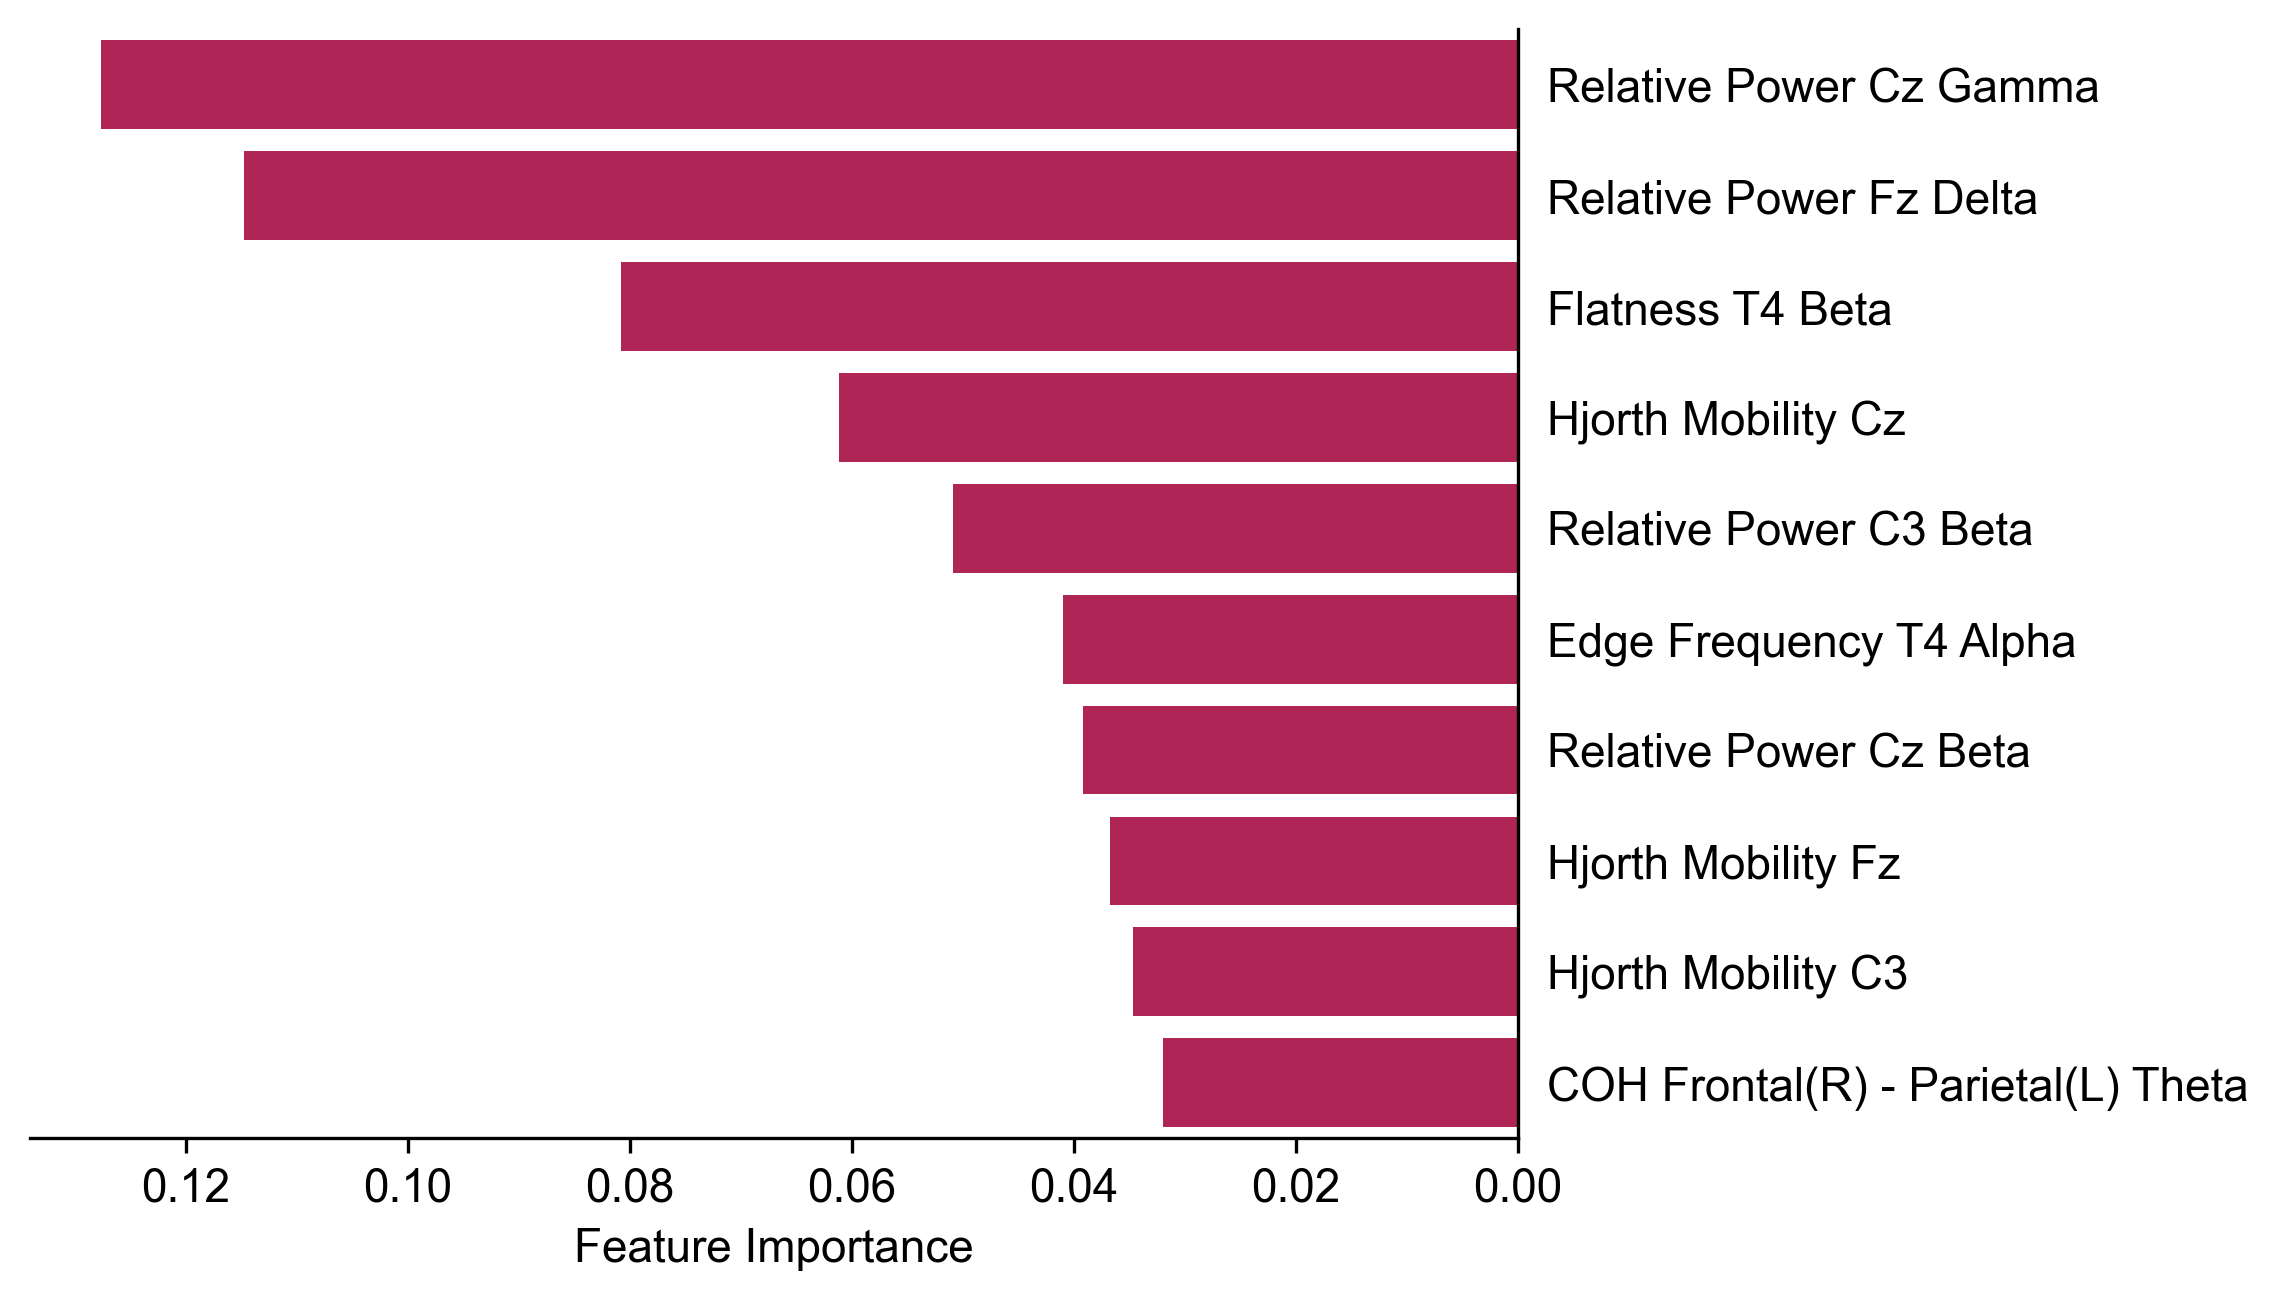 Relative Power Cz Gamma
Relative Power Fz Delta
Flatness T4 Beta
Hjorth Mobility Cz
Relative Power C3 Beta
Edge Frequency T4 Alpha
Relative Power Cz Beta
Hjorth Mobility Fz
Hjorth Mobility C3
COH Frontal(R) - Parietal(L) Theta
0.12 0.10 0.08 0.06 0.04 0.02 0.00
Feature Importance